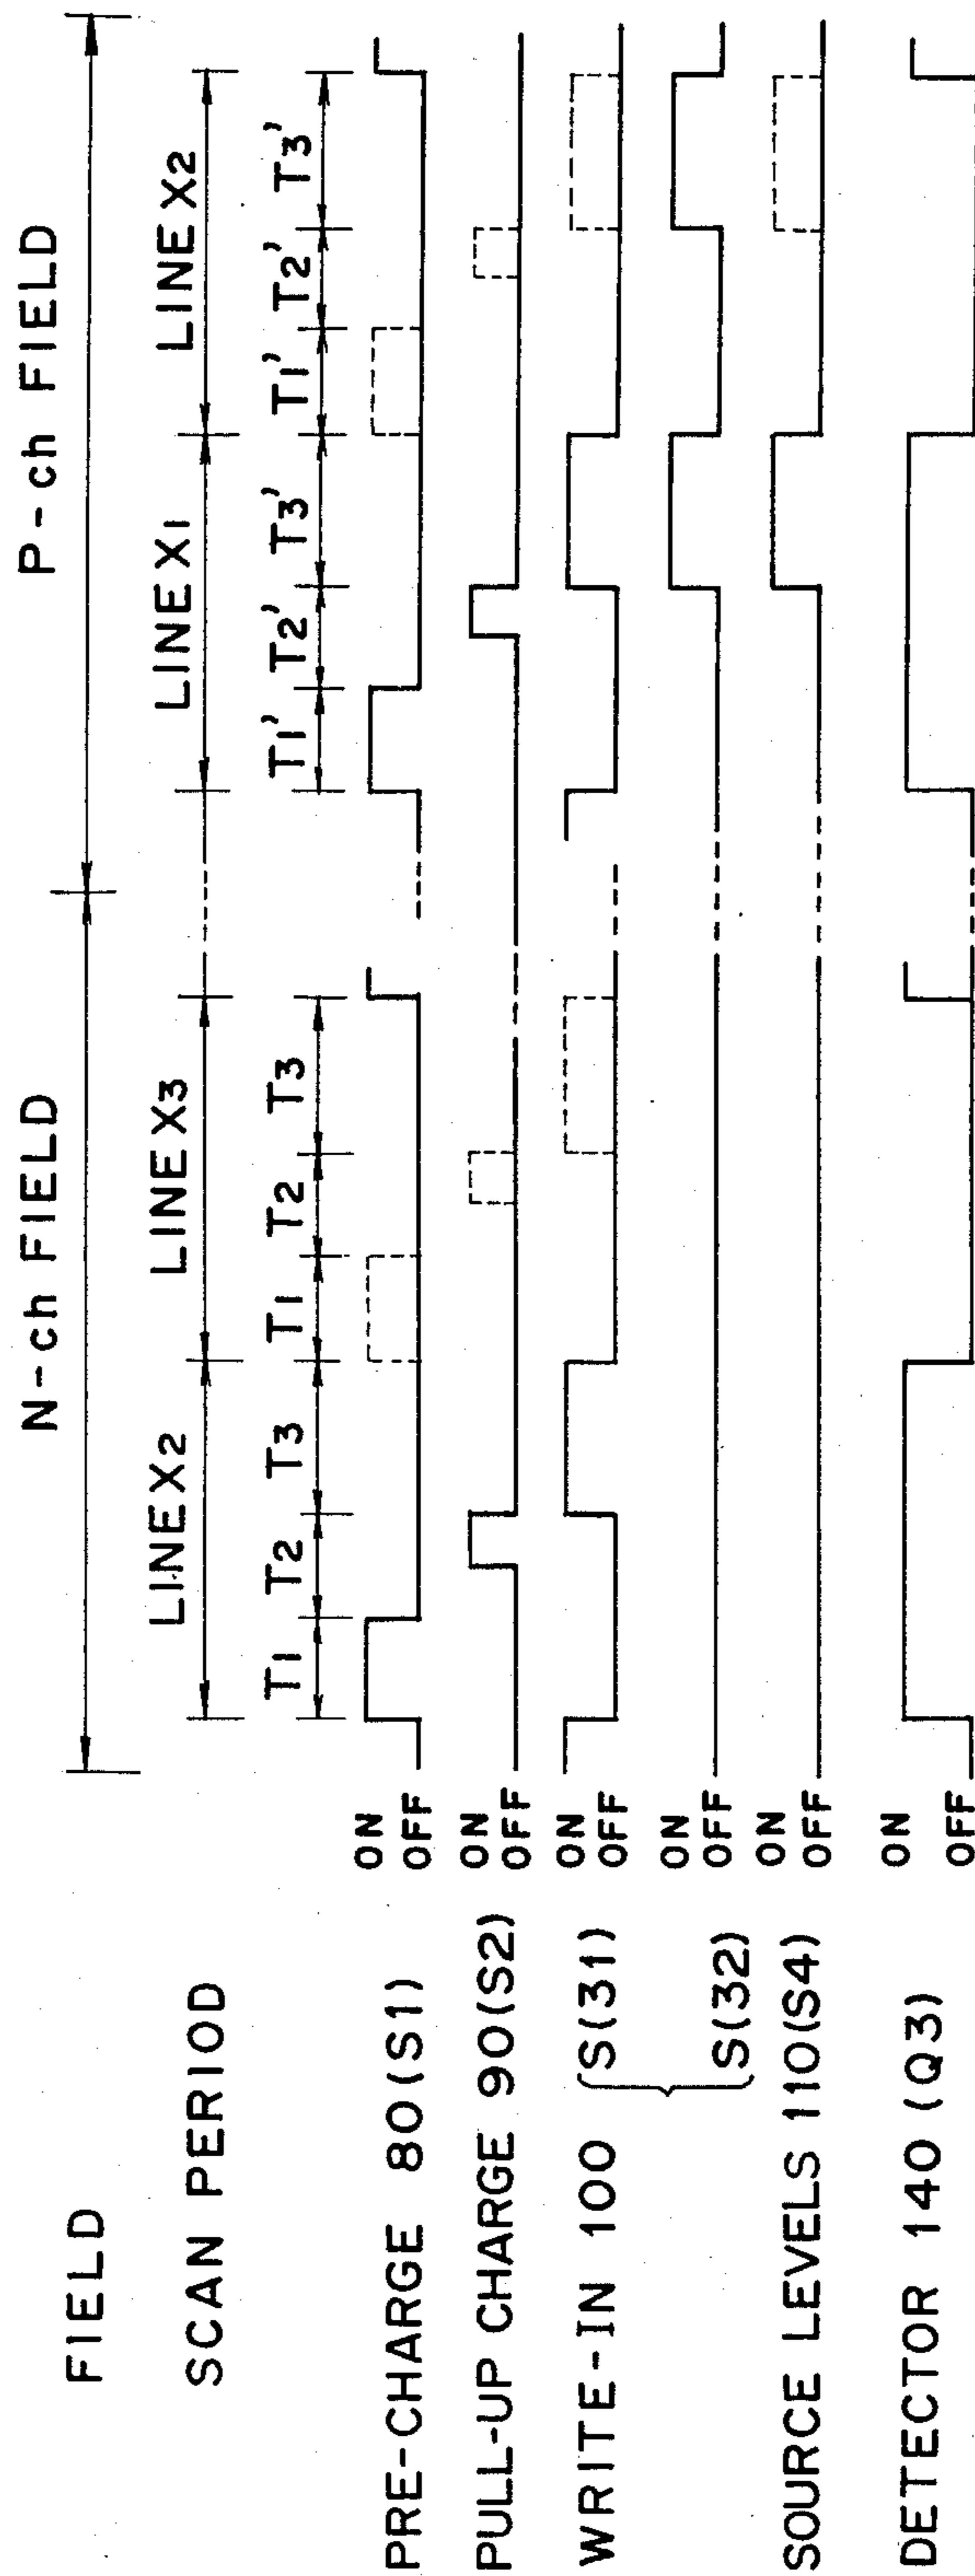 FIELD
N-ch FIELD
P-ch FIELD
SCAN PERIOD
LINE X2
LINE X3
LINE X1
LINE X2
T1 T2 T3 T1 T2 T3 T1' T2' T3' T1' T2' T3'
PRE-CHARGE 80(S1)
ON
OFF
PULL-UP CHARGE 90(S2)
ON
OFF
WRITE-IN 100
S(31)
ON
OFF
S(32)
ON
OFF
SOURCE LEVELS 110(S4)
ON
OFF
DETECTOR 140 (Q3)
ON
OFF